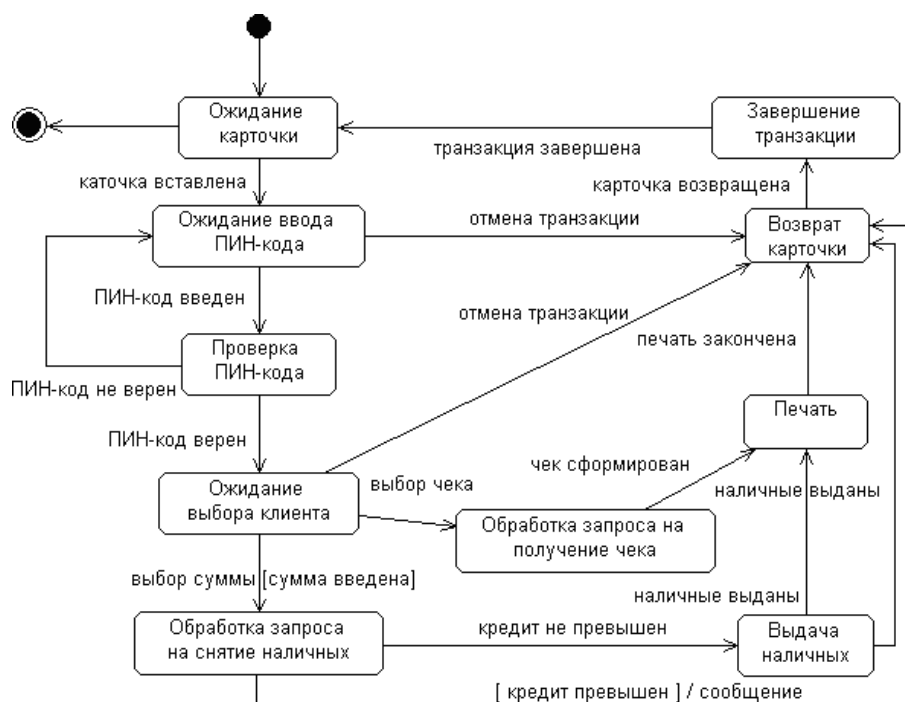 Ожидание
карточки
Завершение
транзакции
транзакция завершена
каточка вставлена
карточка возвращена
Ожидание ввода
ПИН-кода
отмена транзакции
Возврат
карточки
ПИН-код введен
отмена транзакции
печать закончена
Проверка
ПИН-кода
ПИН-код не верен
Печать
ПИН-код верен
чек сформирован
Ожидание
выбора клиента
выбор чека
наличные выданы
Обработка запроса на
получение чека
выбор суммы [сумма введена]
наличные выданы
Обработка запроса
на снятие наличных
кредит не превышен
Выдача
наличных
[ кредит превышен ] / сообщение